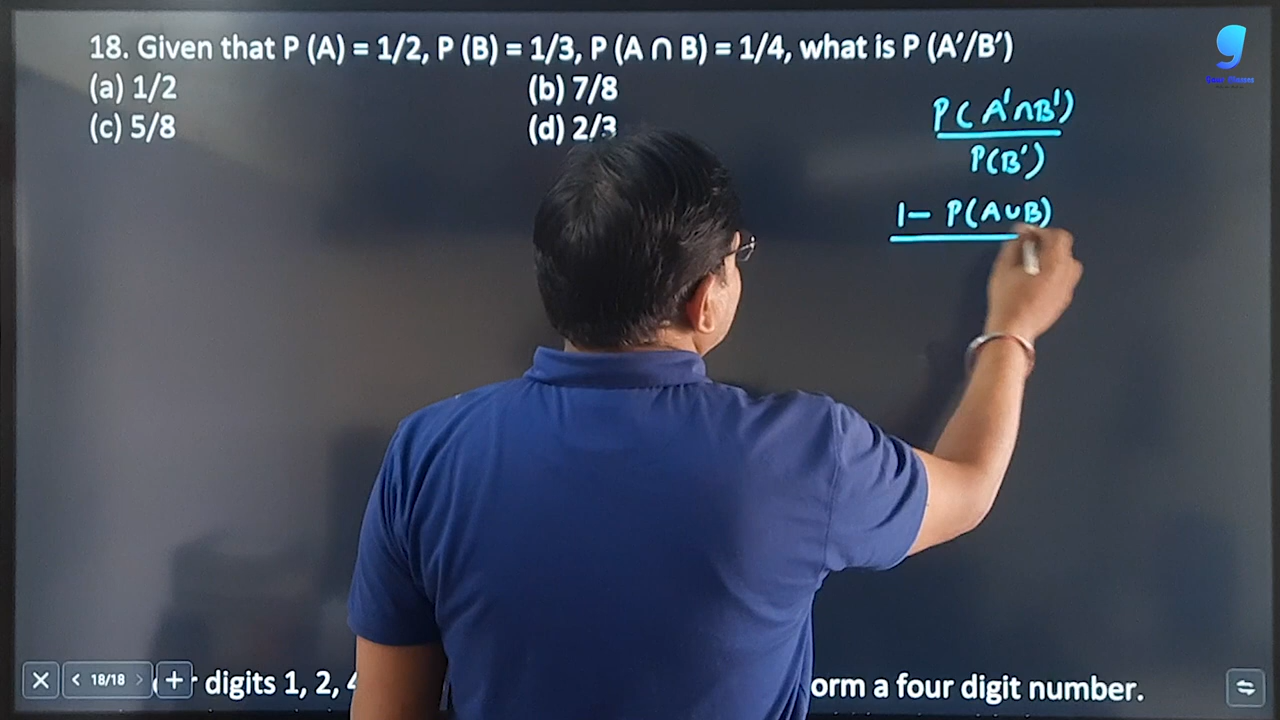 18. Given that P (A) = 1/2, P (B) = 1/3, P (A ∩ B) = 1/4, what is P (A′/B′)
(a) 1/2 (b) 7/8
(c) 5/8 (d) 2/3
P(A'∩B')
P(B')
1- P(A∪B)
18/18
digits 1, 2, orm a four digit number.